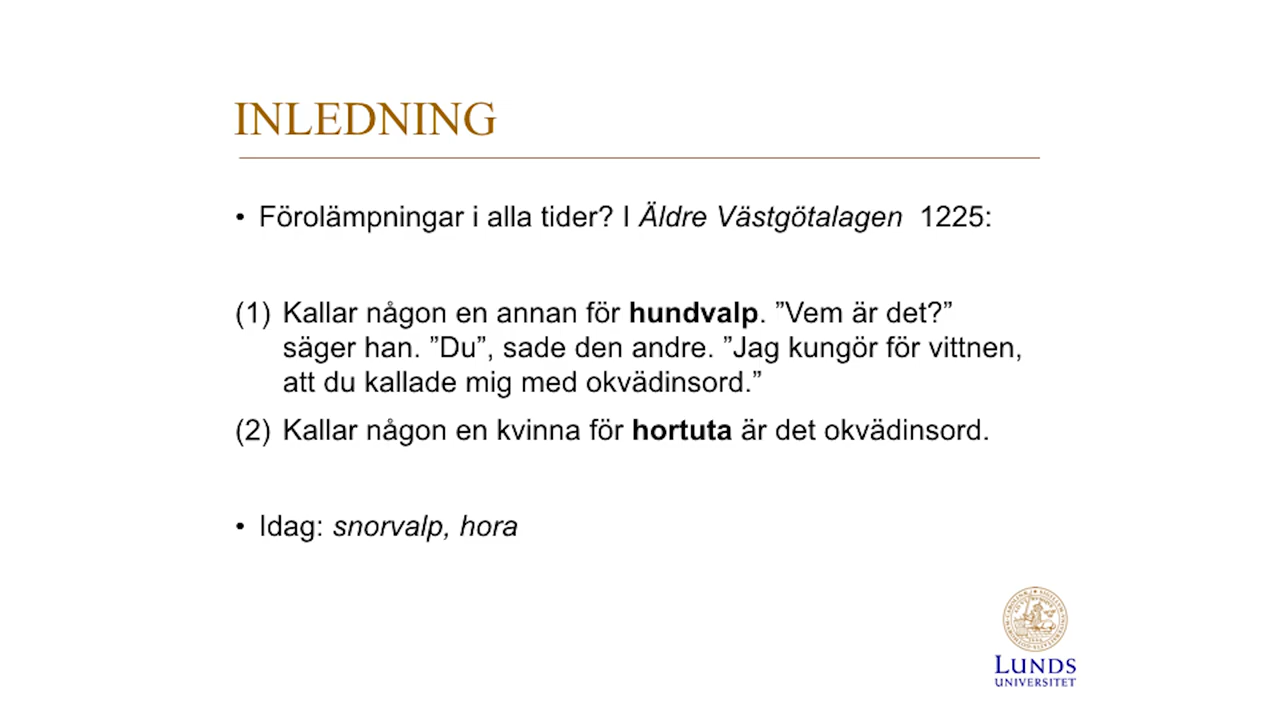 INLEDNING
• Förolämpningar i alla tider? I Äldre Västgötalagen 1225:
(1) Kallar någon en annan för hundvalp. ”Vem är det?”
säger han. ”Du”, sade den andre. ”Jag kungör för vittnen,
att du kallade mig med okvädinsord.”
(2) Kallar någon en kvinna för hortuta är det okvädinsord.
• Idag: snorvalp, hora
LUNDS
UNIVERSITET